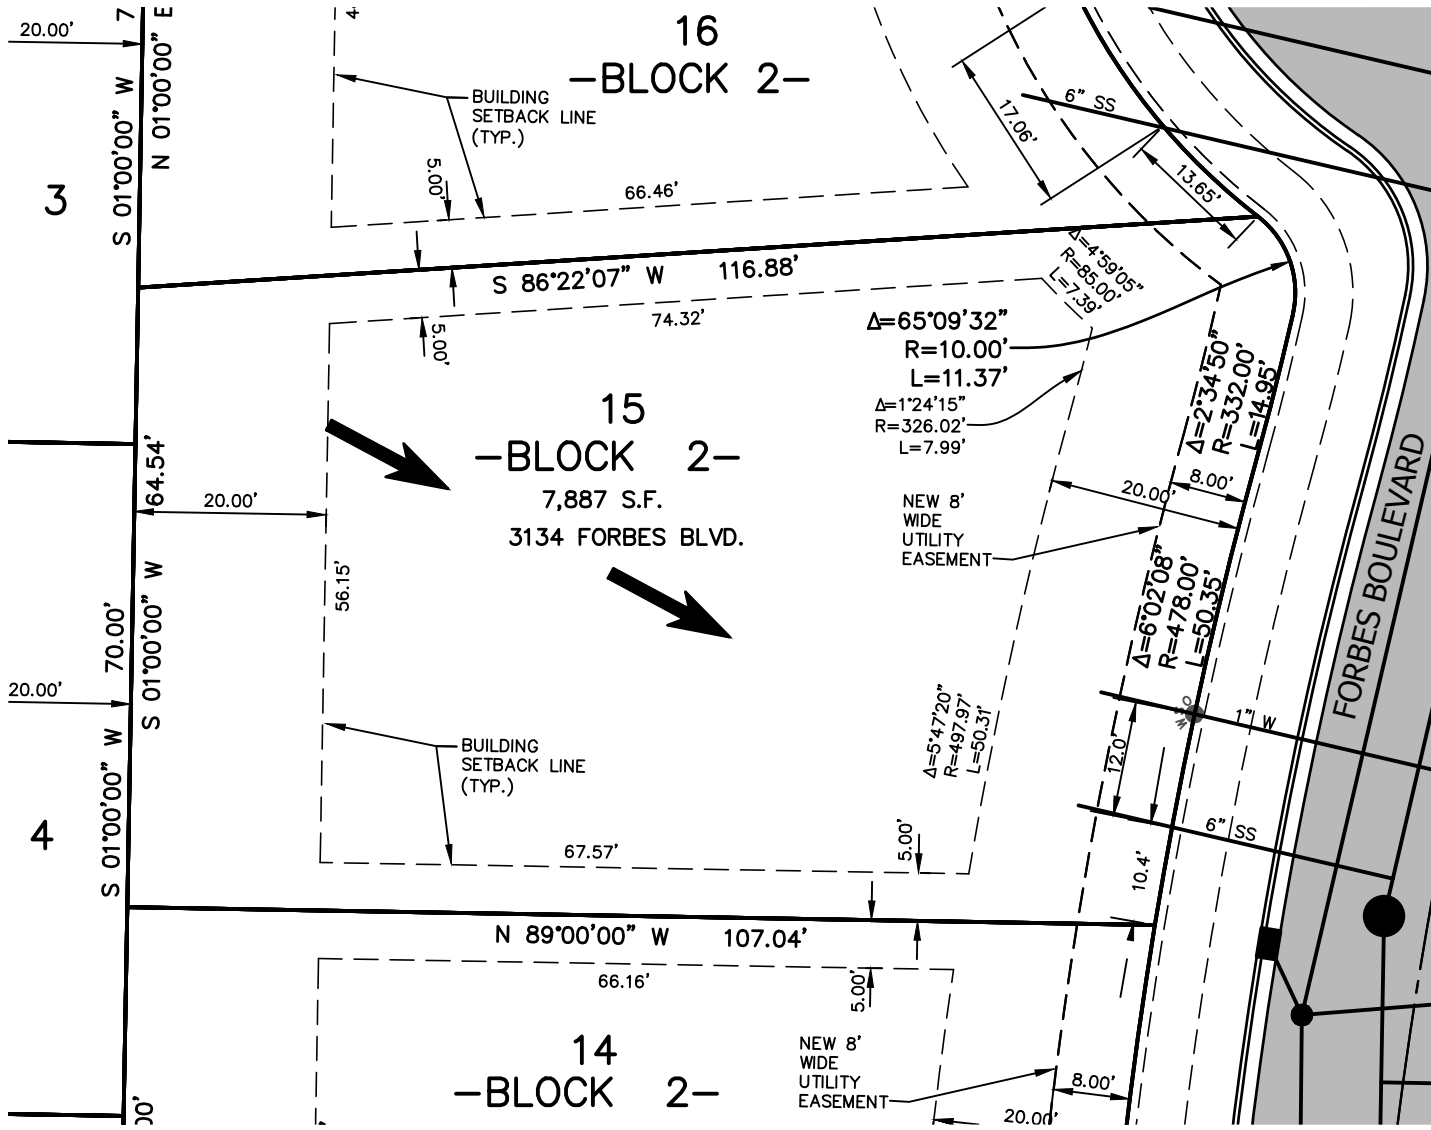 20.00'
7
S 01°00'00" W
N 01°00'00" E
4
16
-BLOCK 2-
BUILDING
SETBACK LINE
(TYP.)
5.00'
66.46'
17.06'
6" SS
13.65'
3
S 86°22'07" W 116.88'
74.32'
5.00'
Δ=4°59'05"
R=85.00'
L=7.39'
Δ=65°09'32"
R=10.00'
L=11.37'
Δ=1°24'15"
R=326.02'
L=7.99'
Δ=2°34'50"
R=332.00'
L=14.95'
15
-BLOCK 2-
7,887 S.F.
3134 FORBES BLVD.
64.54'
S 01°00'00" W
20.00'
56.15'
20.00'
8.00'
NEW 8'
WIDE
UTILITY
EASEMENT
Δ=6°02'08"
R=478.00'
L=50.35'
FORBES BOULEVARD
70.00'
S 01°00'00" W
20.00'
BUILDING
SETBACK LINE
(TYP.)
Δ=5°47'20"
R=497.97'
L=50.31'
12.0'
WSO
1" W
6" SS
10.4'
4
67.57'
5.00'
N 89°00'00" W 107.04'
66.16'
5.00'
14
-BLOCK 2-
NEW 8'
WIDE
UTILITY
EASEMENT
8.00'
20.00'
00'